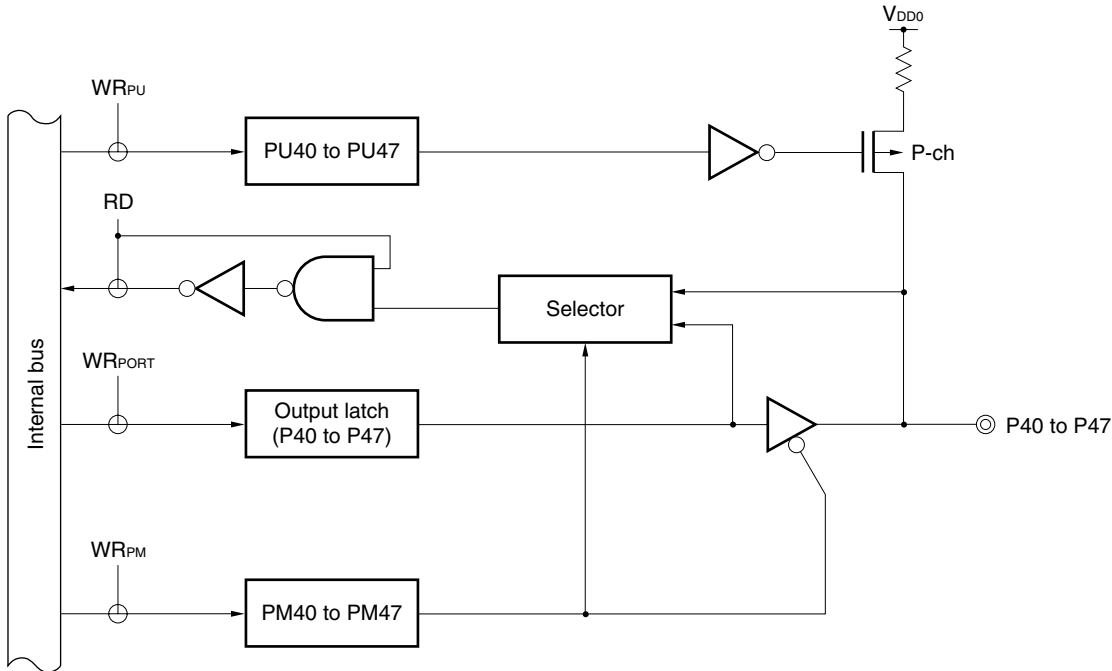 VDD0
WRPU
PU40 to PU47
P-ch
RD
Selector
Internal bus
WRPORT
Output latch
(P40 to P47)
P40 to P47
WRPM
PM40 to PM47